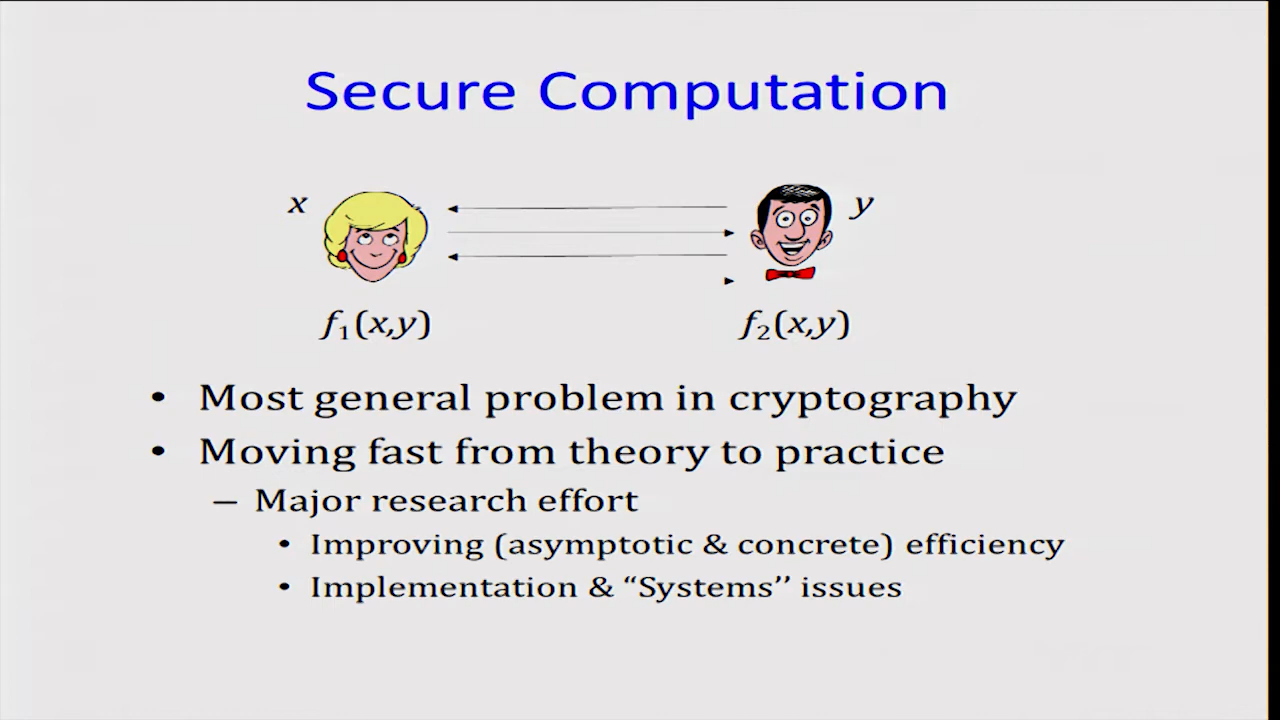 Secure Computation
x y
f₁(x,y) f₂(x,y)
• Most general problem in cryptography
• Moving fast from theory to practice
– Major research effort
• Improving (asymptotic & concrete) efficiency
• Implementation & “Systems’’ issues